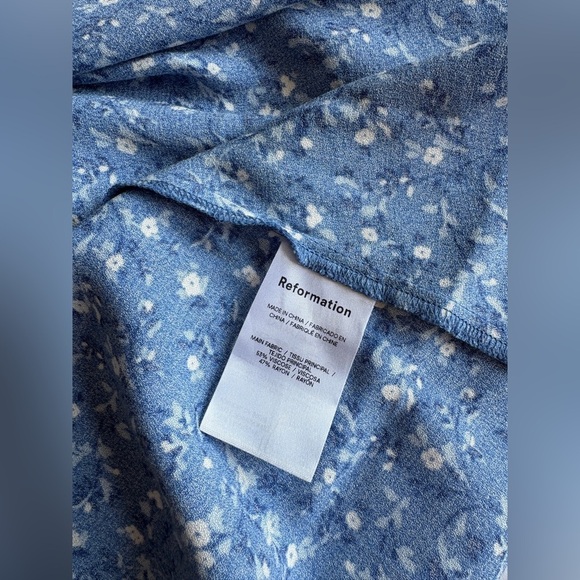 Reformation
MADE IN CHINA / FABRICADO EN
CHINA / FABRIQUÉ EN CHINE
MAIN FABRIC / TISSU PRINCIPAL /
TEJIDO PRINCIPAL
53% VISCOSE / VISCOSA
47% RAYON / RAYÓN